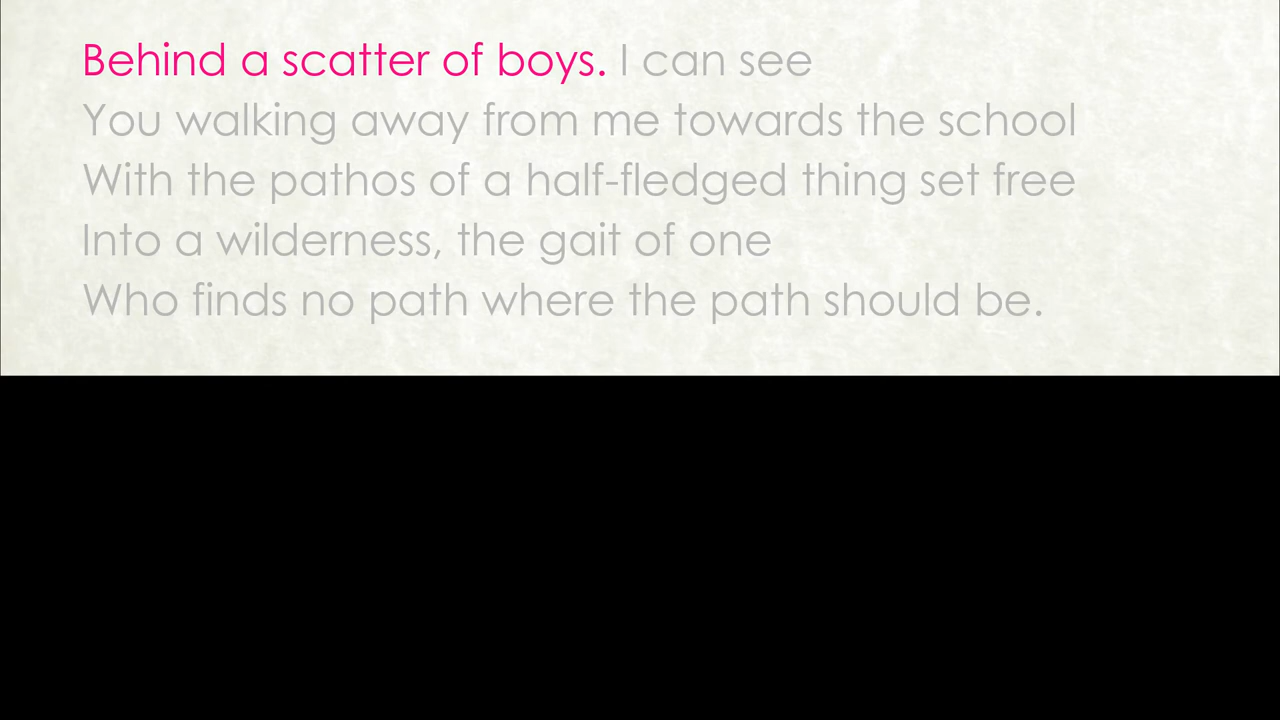 Behind a scatter of boys. I can see
You walking away from me towards the school
With the pathos of a half-fledged thing set free
Into a wilderness, the gait of one
Who finds no path where the path should be.